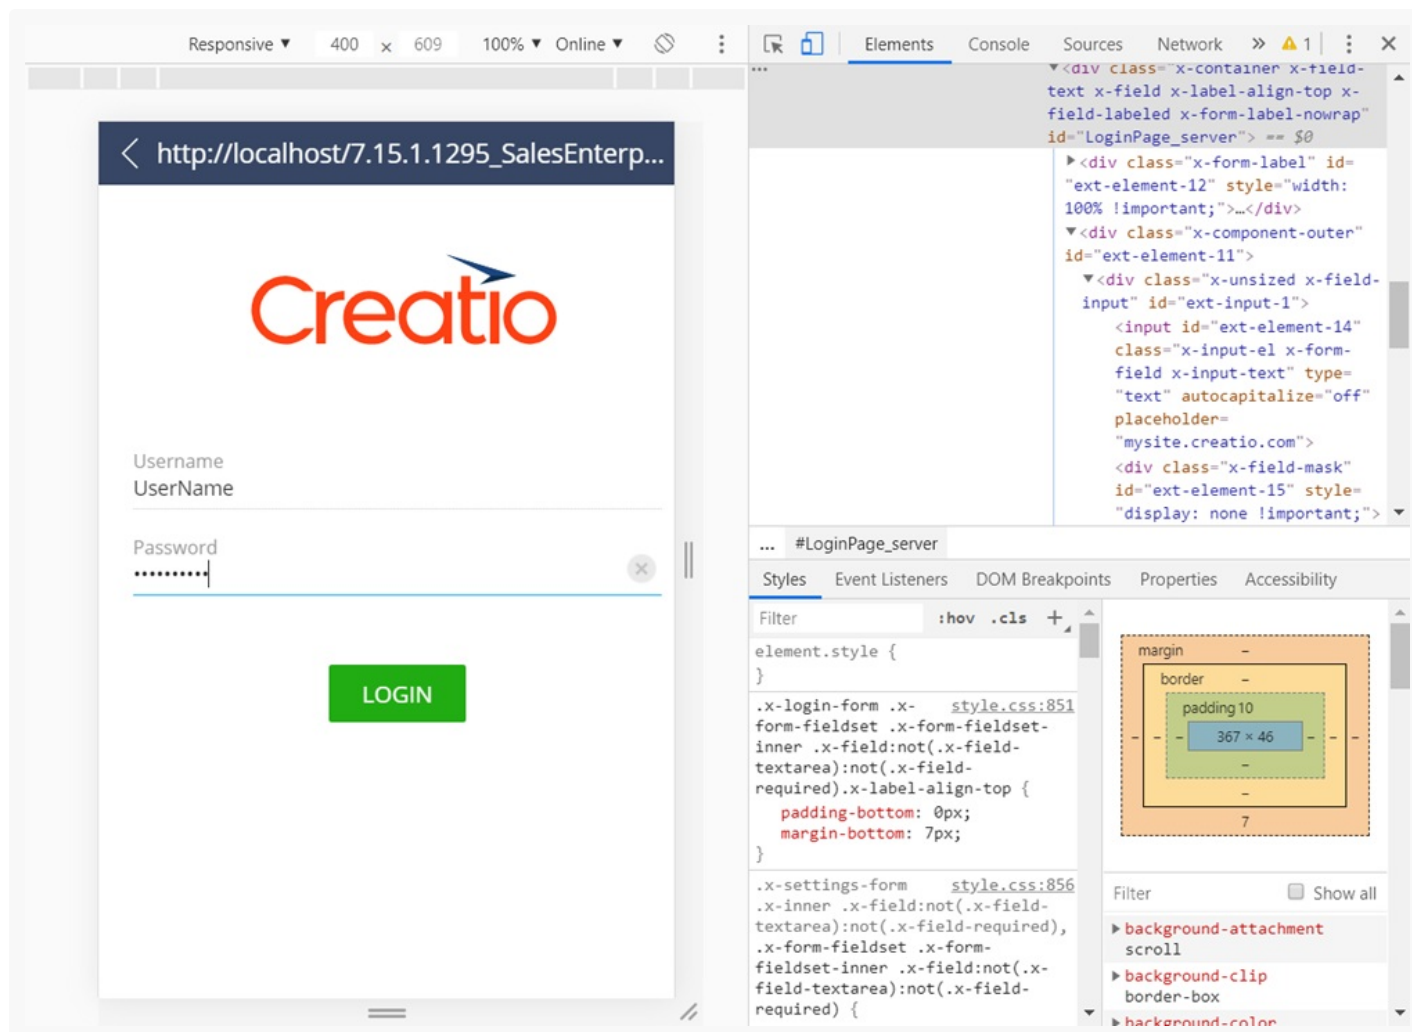 Responsive ▼ 400 x 609 100% ▼ Online ▼
http://localhost/7.15.1.1295_SalesEnterp...
Creatio
Username
UserName
Password
••••••••••
LOGIN
Elements Console Sources Network » 1
...
▼<div class="x-container x-field-
text x-field x-label-align-top x-
field-labeled x-form-label-nowrap"
id="LoginPage_server"> == $0
▶<div class="x-form-label" id=
"ext-element-12" style="width:
100% !important;">…</div>
▼<div class="x-component-outer"
id="ext-element-11">
▼<div class="x-unsized x-field-
input" id="ext-input-1">
<input id="ext-element-14"
class="x-input-el x-form-
field x-input-text" type=
"text" autocapitalize="off"
placeholder=
"mysite.creatio.com">
<div class="x-field-mask"
id="ext-element-15" style=
"display: none !important;">
... #LoginPage_server
Styles Event Listeners DOM Breakpoints Properties Accessibility
Filter :hov .cls +
element.style {
}
.x-login-form .x- style.css:851
form-fieldset .x-form-fieldset-
inner .x-field:not(.x-field-
textarea):not(.x-field-
required).x-label-align-top {
padding-bottom: 0px;
margin-bottom: 7px;
}
.x-settings-form style.css:856
.x-inner .x-field:not(.x-field-
textarea):not(.x-field-required),
.x-form-fieldset .x-form-
fieldset-inner .x-field:not(.x-
field-textarea):not(.x-field-
required) {
margin –
border –
padding 10
– – – 367 × 46 – – –
–
–
7
Filter Show all
▶ background-attachment
scroll
▶ background-clip
border-box
▶ background-color